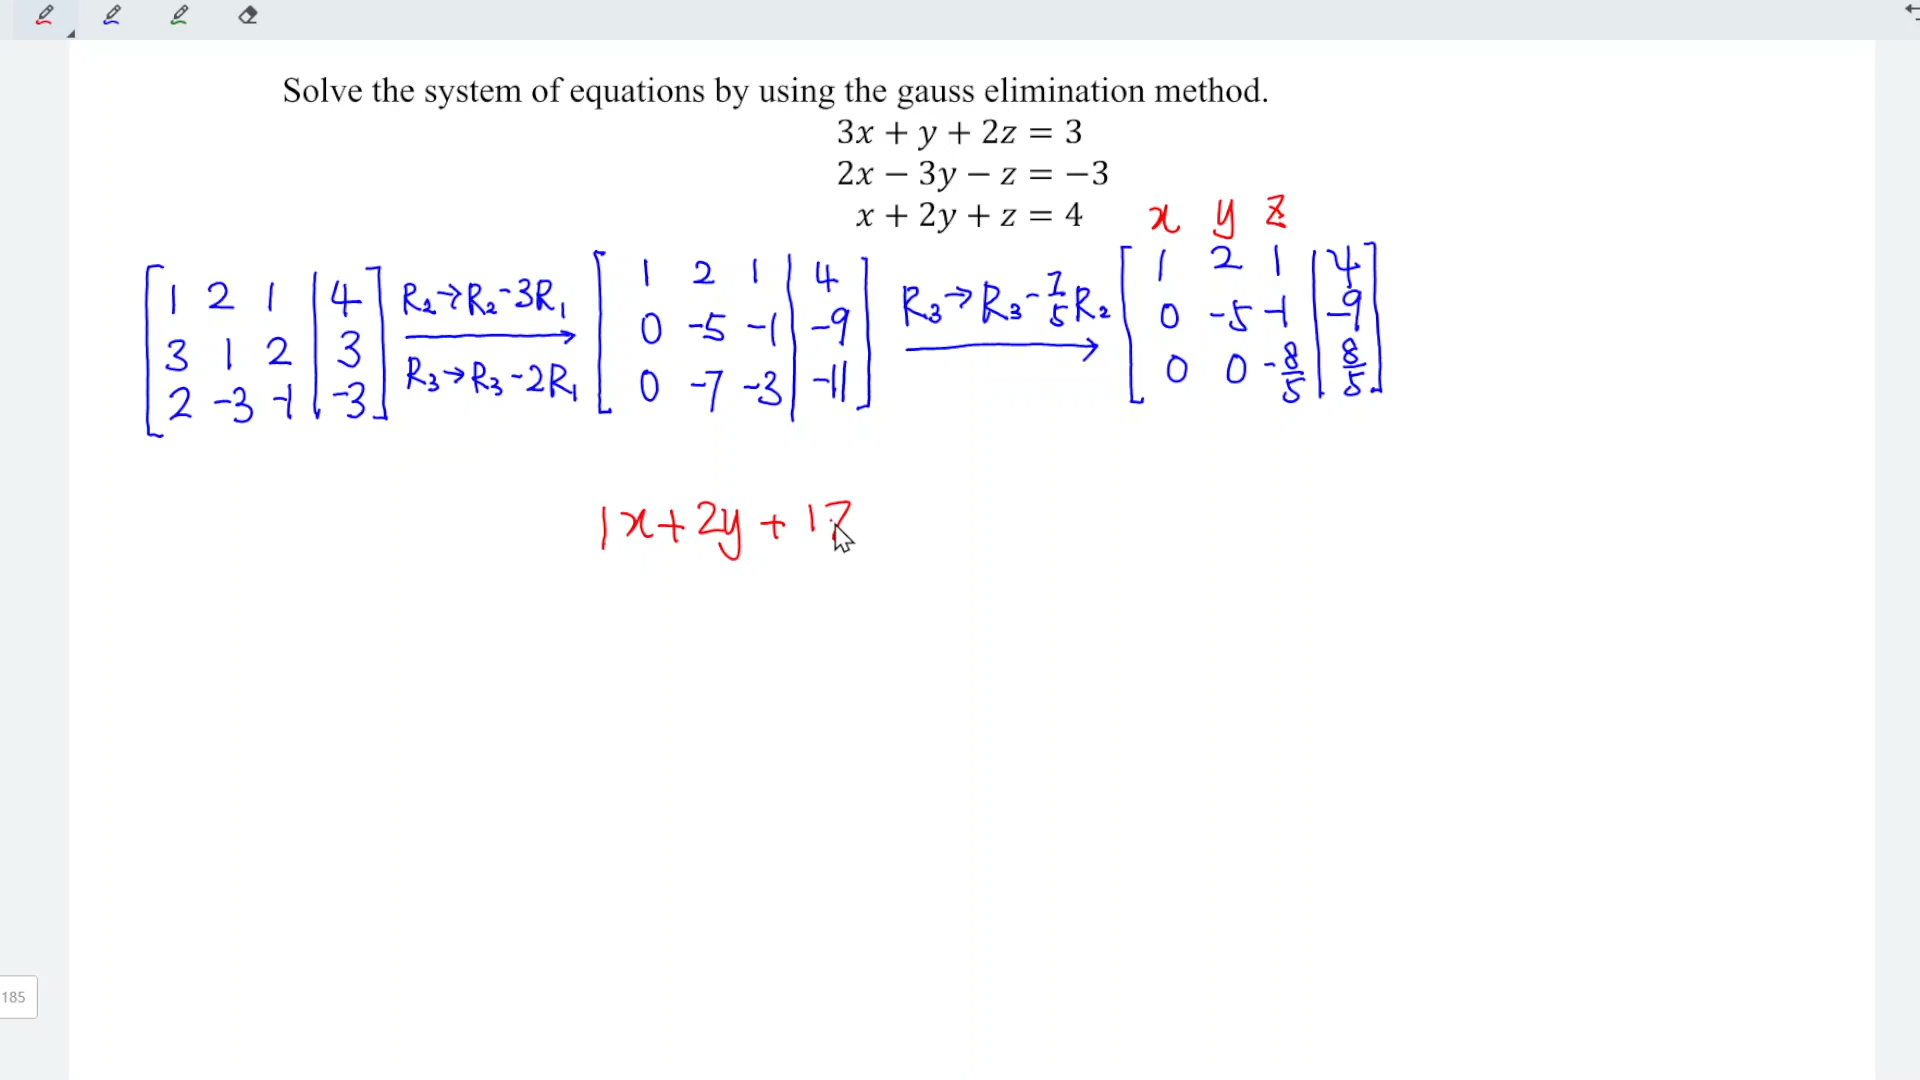 Solve the system of equations by using the gauss elimination method.
3x + y + 2z = 3
2x − 3y − z = −3
x + 2y + z = 4
x y z
[1 2 1 | 4]
[3 1 2 | 3]
[2 -3 -1 | -3]
R₂→R₂-3R₁
R₃→R₃-2R₁
[1 2 1 | 4]
[0 -5 -1 | -9]
[0 -7 -3 | -11]
R₃→R₃-7/5R₂
[1 2 1 | 4]
[0 -5 -1 | -9]
[0 0 -8/5 | 8/5]
1x+2y+1z
185